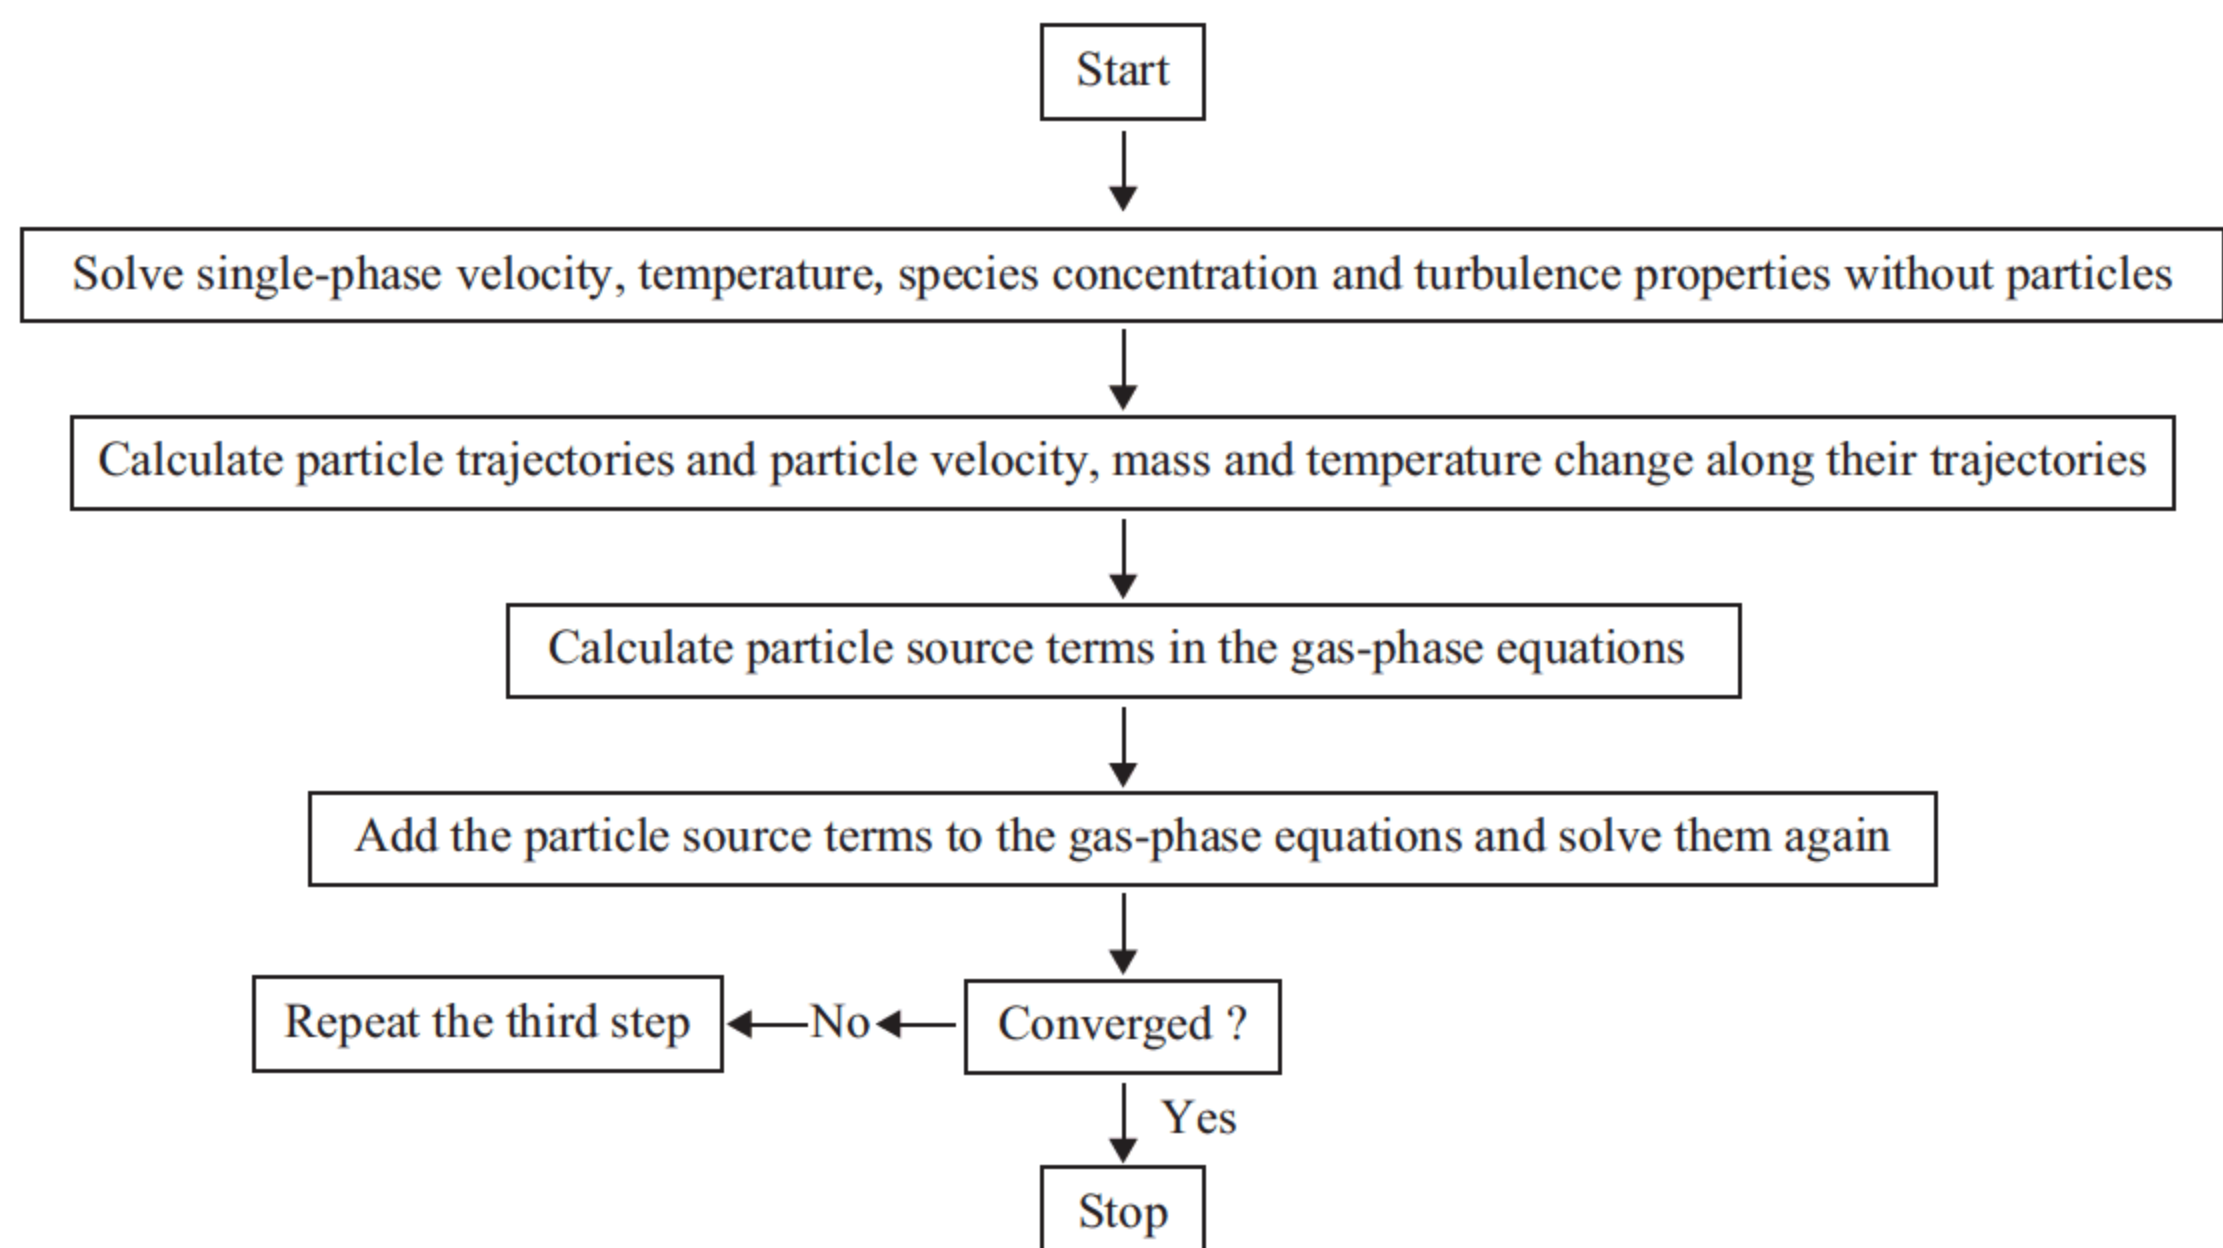 Start
Solve single-phase velocity, temperature, species concentration and turbulence properties without particles
Calculate particle trajectories and particle velocity, mass and temperature change along their trajectories
Calculate particle source terms in the gas-phase equations
Add the particle source terms to the gas-phase equations and solve them again
Repeat the third step
No
Converged ?
Yes
Stop